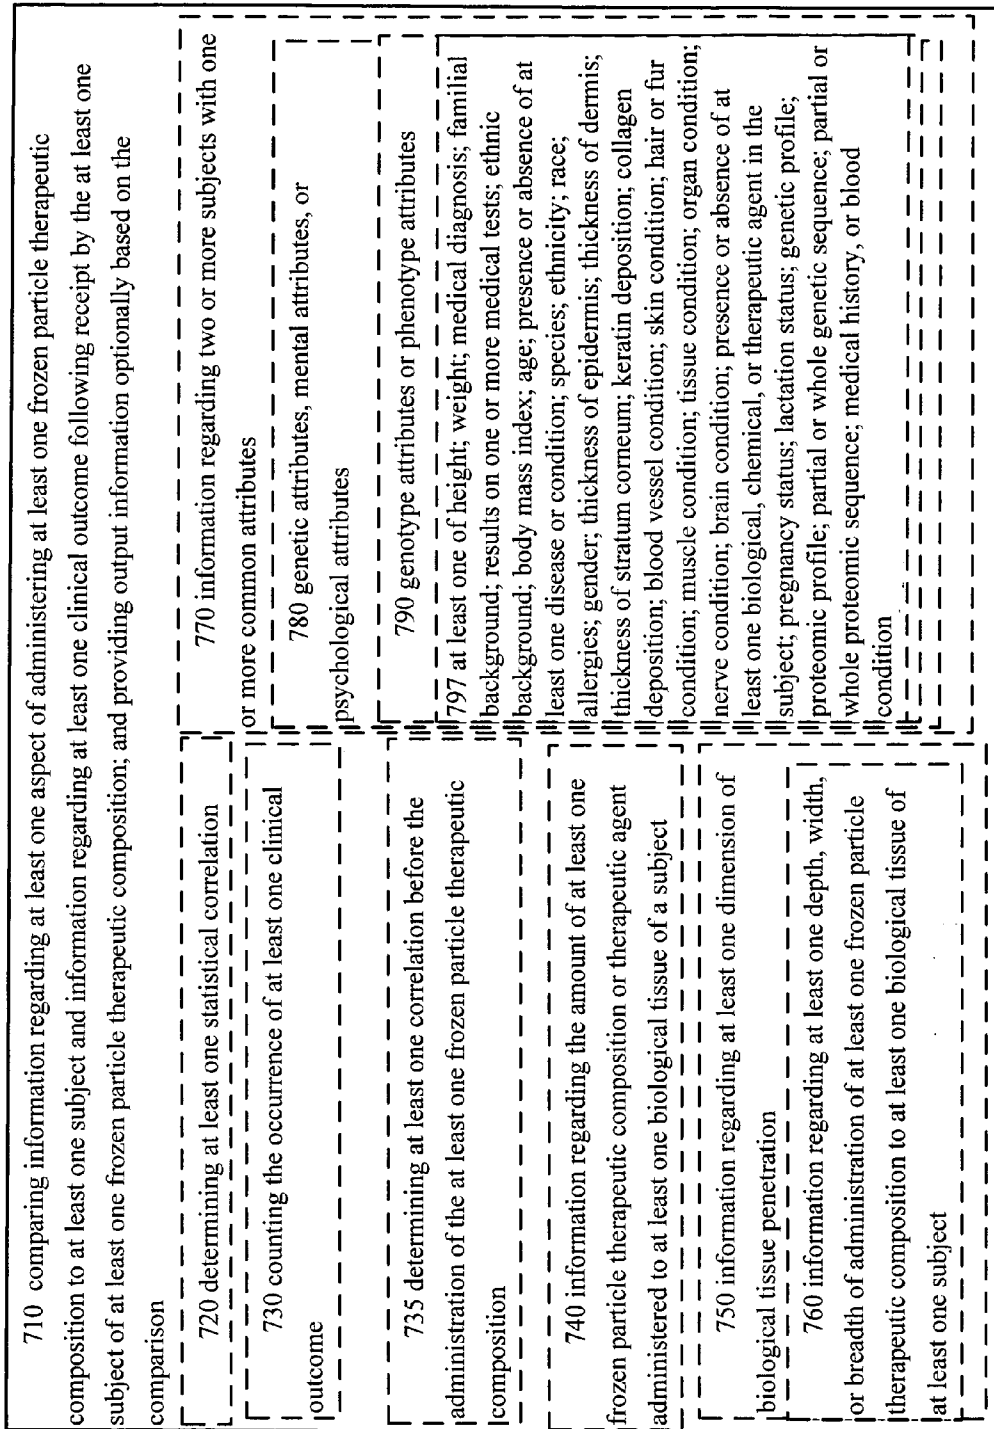 710 comparing information regarding at least one aspect of administering at least one frozen particle therapeutic
composition to at least one subject and information regarding at least one clinical outcome following receipt by the at least one
subject of at least one frozen particle therapeutic composition; and providing output information optionally based on the
comparison
720 determining at least one statistical correlation
730 counting the occurrence of at least one clinical
outcome
735 determining at least one correlation before the
administration of the at least one frozen particle therapeutic
composition
740 information regarding the amount of at least one
frozen particle therapeutic composition or therapeutic agent
administered to at least one biological tissue of a subject
750 information regarding at least one dimension of
biological tissue penetration
760 information regarding at least one depth, width,
or breadth of administration of at least one frozen particle
therapeutic composition to at least one biological tissue of
at least one subject
770 information regarding two or more subjects with one
or more common attributes
780 genetic attributes, mental attributes, or
psychological attributes
790 genotype attributes or phenotype attributes
797 at least one of height; weight; medical diagnosis; familial
background; results on one or more medical tests; ethnic
background; body mass index; age; presence or absence of at
least one disease or condition; species; ethnicity; race;
allergies; gender; thickness of epidermis; thickness of dermis;
thickness of stratum corneum; keratin deposition; collagen
deposition; blood vessel condition; skin condition; hair or fur
condition; muscle condition; tissue condition; organ condition;
nerve condition; brain condition; presence or absence of at
least one biological, chemical, or therapeutic agent in the
subject; pregnancy status; lactation status; genetic profile;
proteomic profile; partial or whole genetic sequence; partial or
whole proteomic sequence; medical history, or blood
condition